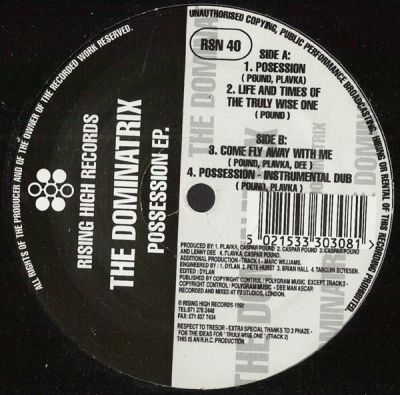 UNAUTHORISED COPYING, PUBLIC PERFORMANCE BROADCASTING, HIRING OR RENTAL OF THIS RECORDING PROHIBITED.
ALL RIGHTS OF THE PRODUCER AND OF THE OWNER OF THE RECORDED WORK RESERVED.
RISING HIGH RECORDS
THE DOMINATRIX
POSSESSION EP.
RSN 40
SIDE A:
1. POSESSION
( POUND, PLAVKA )
2. LIFE AND TIMES OF
THE TRULY WISE ONE
( POUND )
SIDE B:
3. COME FLY AWAY WITH ME
( POUND, PLAVKA, DEE )
4. POSSESSION - INSTRUMENTAL DUB
( POUND, PLAVKA )
5 021533 303081
PRODUCED BY: 1. PLAVKA, CASPAR POUND 2. CASPAR POUND 3. CASPAR POUND
AND LENNY DEE 4. PLAVKA, CASPAR POUND.
ADDITIONAL PRODUCTION - TRACK 1 - MARC WILLIAMS.
ENGINEERED BY : 1. DYLAN 2. PETE HURST 3. BRIAN HALL 4. TARQUIN BOYESEK.
EDITED : DYLAN
PUBLISHED BY COPYRIGHT CONTROL / POLYGRAM MUSIC EXCEPT TRACK 3 -
COPYRIGHT CONTROL / POLYGRAM MUSIC - DEE MAN ASCAR
RECORDED AND MIXED AT P3 STUDIOS, LONDON.
℗ RISING HIGH RECORDS 1992
TEL:071 276 2448
FAX: 071 837 7434
RESPECT TO TRESOR - EXTRA SPECIAL THANKS TO 3 PHAZE -
FOR THE IDEAS FOR ' TRULY WISE ONE ' (TRACK 2)
THIS IS AN R.H.C. PRODUCTION
THE DOMINATRIX